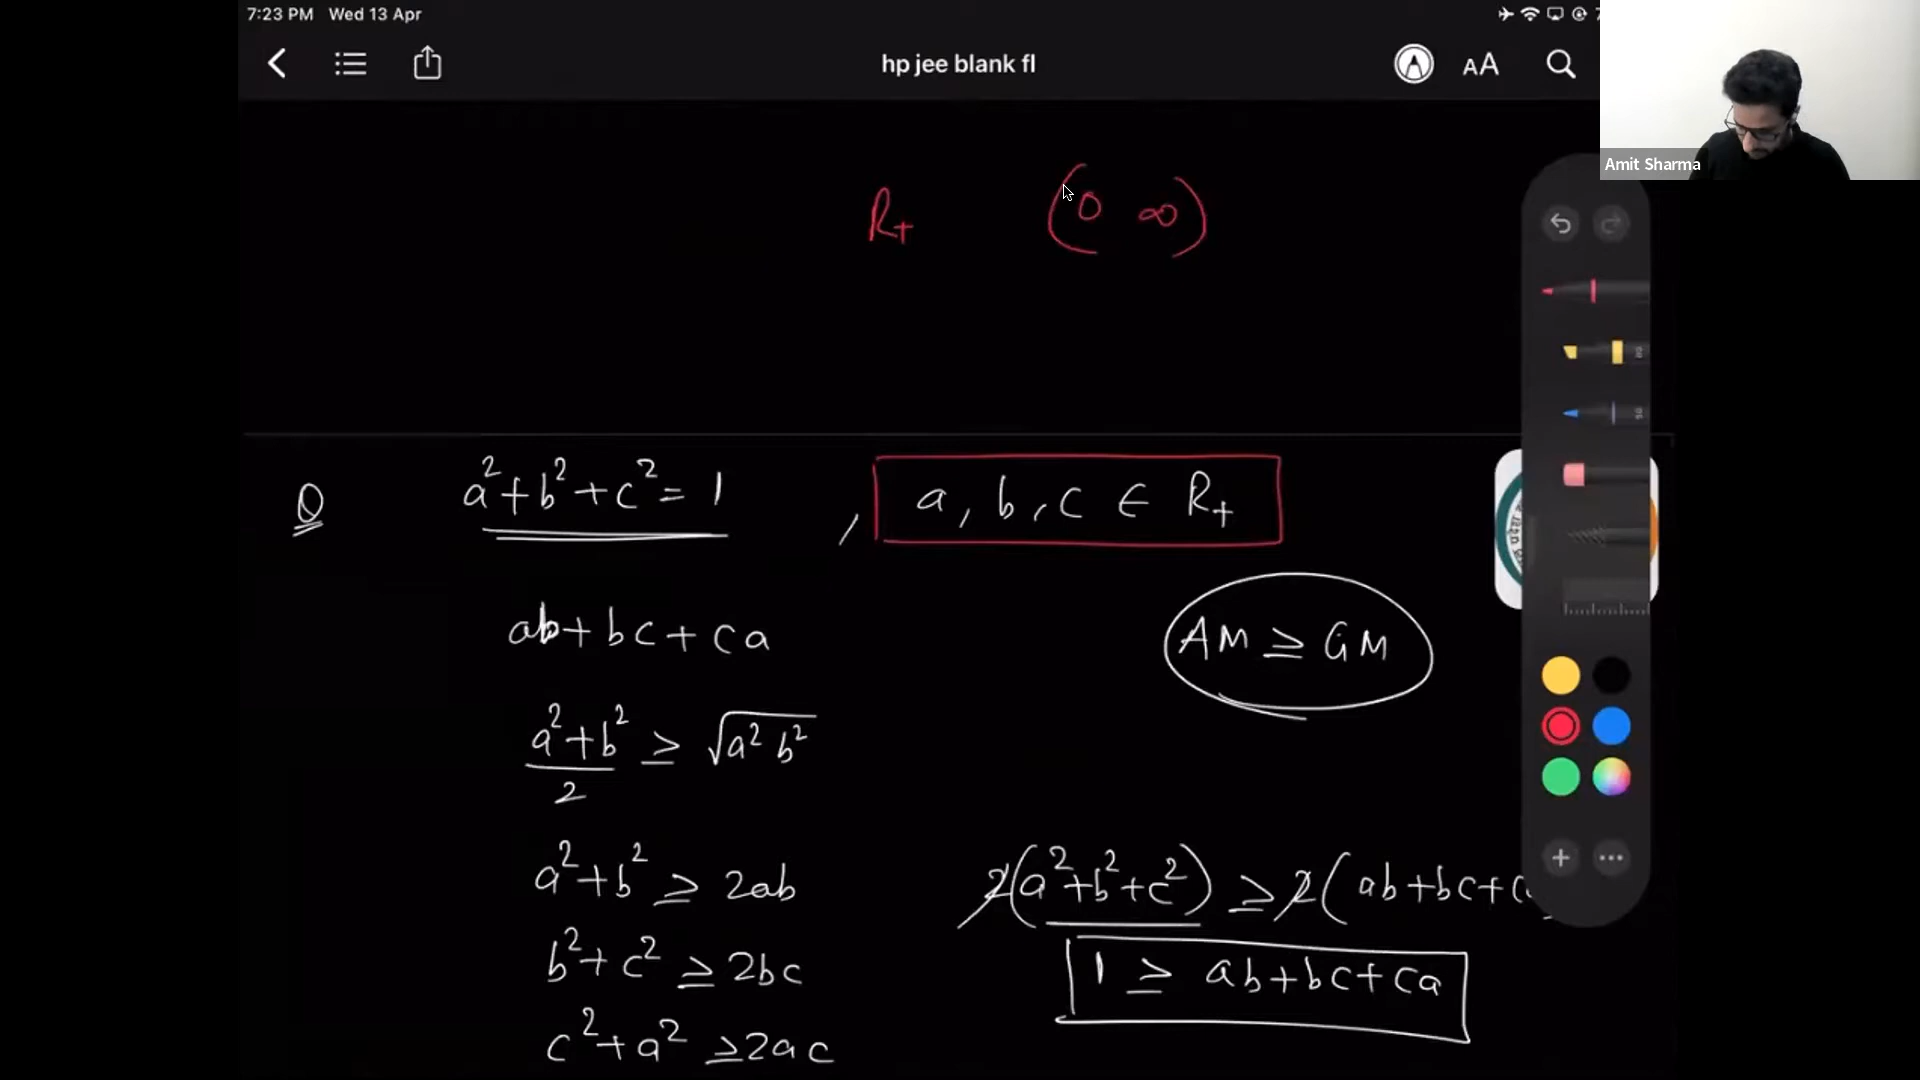 7:23 PM Wed 13 Apr
hp jee blank fl
AA
Amit Sharma
R₊ (0 ∞)
Q a²+b²+c²=1 , a, b, c ∈ R₊
ab+bc+ca
AM ≥ GM
a²+b²/2 ≥ √a² b²
a²+b² ≥ 2ab
2(a²+b²+c²) ≥ 2(ab+bc+c
b²+c² ≥ 2bc
1 ≥ ab+bc+ca
c²+a² ≥ 2ac